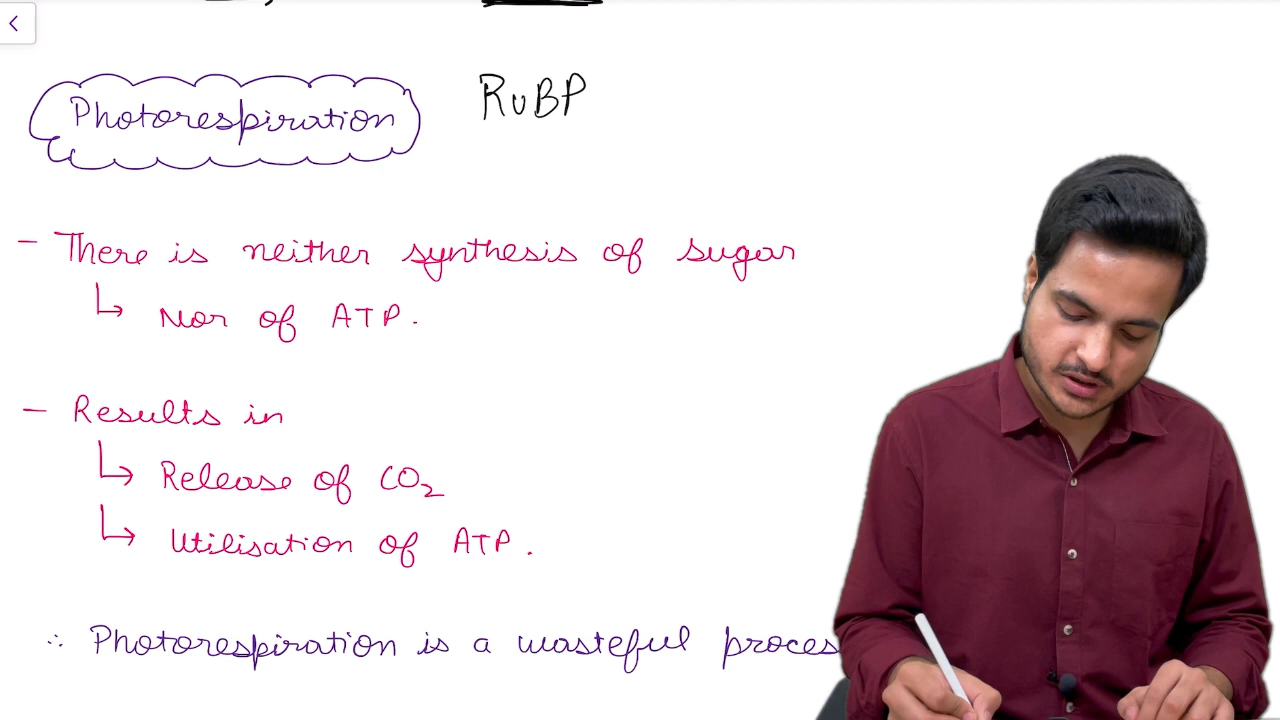 Photorespiration
RuBP
- There is neither synthesis of sugar
↳ Nor of ATP.
- Results in
↳ Release of CO₂
↳ Utilisation of ATP.
∴ Photorespiration is a wasteful proces